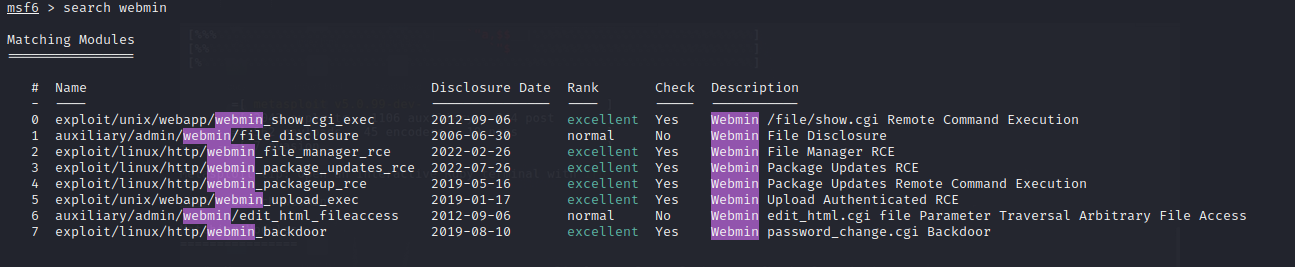 msf6 > search webmin
Matching Modules
================
# Name Disclosure Date Rank Check Description
- ---- --------------- ---- ----- -----------
0 exploit/unix/webapp/webmin_show_cgi_exec 2012-09-06 excellent Yes Webmin /file/show.cgi Remote Command Execution
1 auxiliary/admin/webmin/file_disclosure 2006-06-30 normal No Webmin File Disclosure
2 exploit/linux/http/webmin_file_manager_rce 2022-02-26 excellent Yes Webmin File Manager RCE
3 exploit/linux/http/webmin_package_updates_rce 2022-07-26 excellent Yes Webmin Package Updates RCE
4 exploit/linux/http/webmin_packageup_rce 2019-05-16 excellent Yes Webmin Package Updates Remote Command Execution
5 exploit/unix/webapp/webmin_upload_exec 2019-01-17 excellent Yes Webmin Upload Authenticated RCE
6 auxiliary/admin/webmin/edit_html_fileaccess 2012-09-06 normal No Webmin edit_html.cgi file Parameter Traversal Arbitrary File Access
7 exploit/linux/http/webmin_backdoor 2019-08-10 excellent Yes Webmin password_change.cgi Backdoor